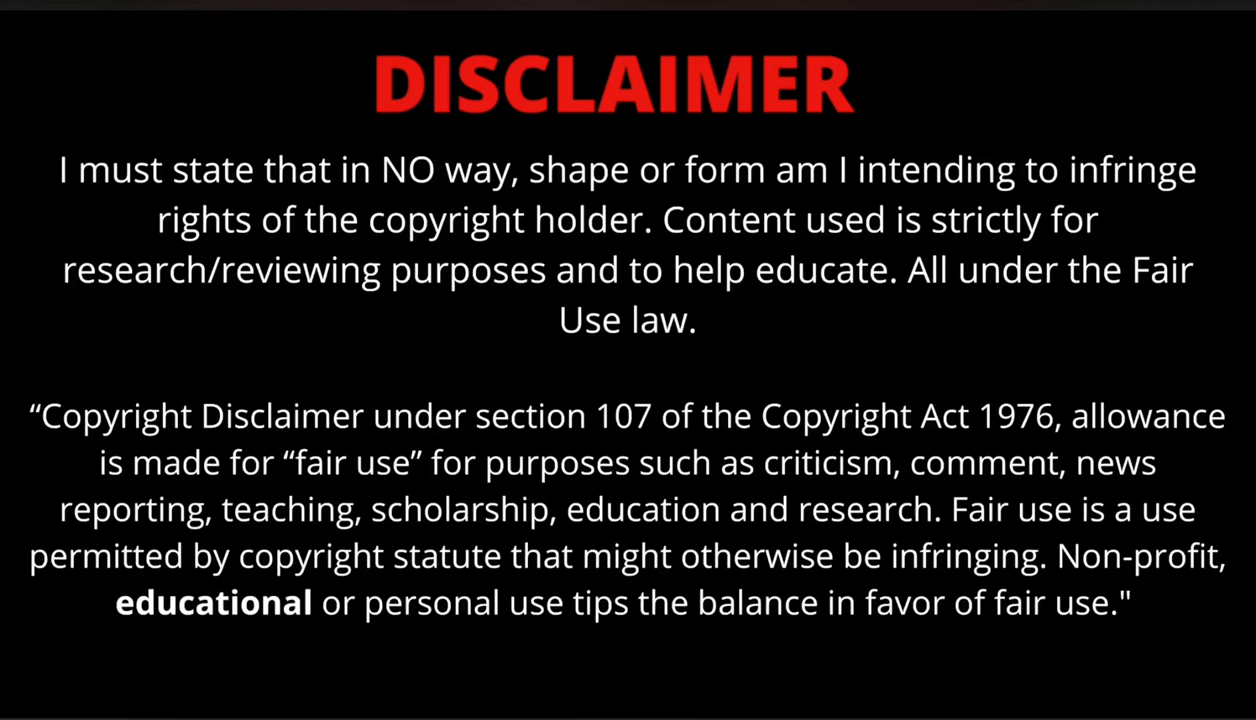 DISCLAIMER
I must state that in NO way, shape or form am I intending to infringe
rights of the copyright holder. Content used is strictly for
research/reviewing purposes and to help educate. All under the Fair
Use law.
“Copyright Disclaimer under section 107 of the Copyright Act 1976, allowance
is made for “fair use” for purposes such as criticism, comment, news
reporting, teaching, scholarship, education and research. Fair use is a use
permitted by copyright statute that might otherwise be infringing. Non-profit,
educational or personal use tips the balance in favor of fair use."